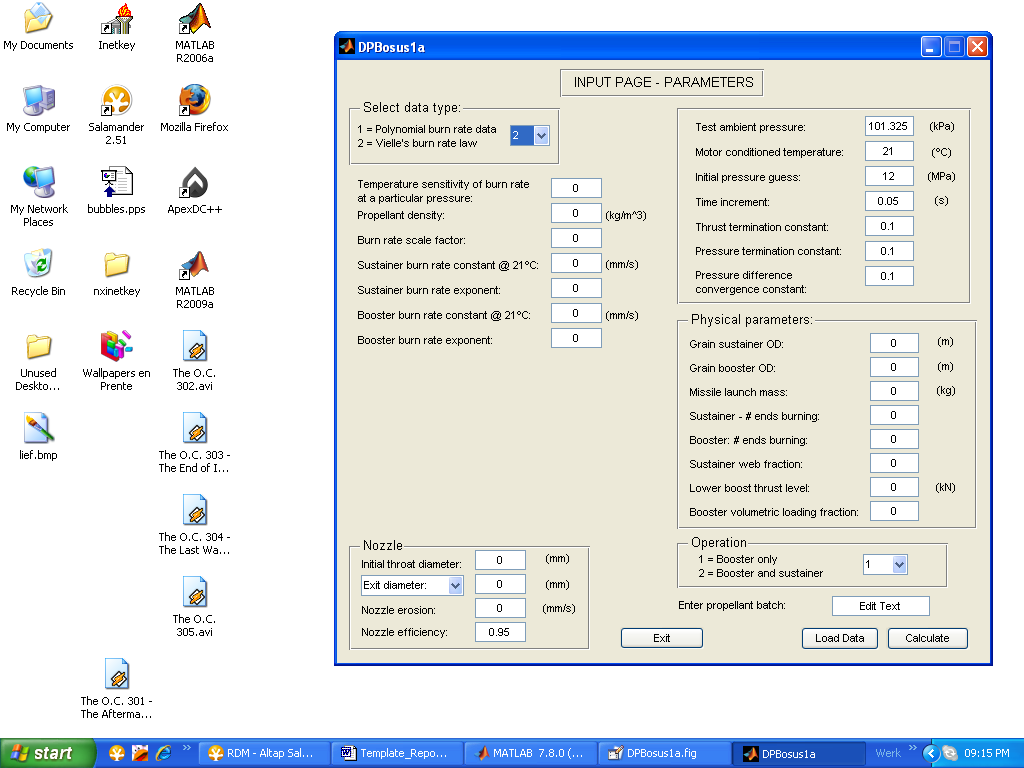 My Documents
Inetkey
MATLAB
R2006a
My Computer
Salamander
2.51
Mozilla Firefox
My Network
Places
bubbles.pps
ApexDC++
Recycle Bin
nxinetkey
MATLAB
R2009a
Unused
Deskto...
Wallpapers en
Prente
The O.C.
302.avi
lief.bmp
The O.C. 303 -
The End of I...
The O.C. 304 -
The Last Wa...
The O.C.
305.avi
The O.C. 301 -
The Afterma...
DPBosus1a
INPUT PAGE - PARAMETERS
Select data type:
1 = Polynomial burn rate data
2 = Vielle's burn rate law
2
Temperature sensitivity of burn rate
at a particular pressure:
0
Propellant density: 0 (kg/m^3)
Burn rate scale factor: 0
Sustainer burn rate constant @ 21ºC: 0 (mm/s)
Sustainer burn rate exponent: 0
Booster burn rate constant @ 21ºC: 0 (mm/s)
Booster burn rate exponent: 0
Test ambient pressure: 101.325 (kPa)
Motor conditioned temperature: 21 (ºC)
Initial pressure guess: 12 (MPa)
Time increment: 0.05 (s)
Thrust termination constant: 0.1
Pressure termination constant: 0.1
Pressure difference
convergence constant:
0.1
Physical parameters:
Grain sustainer OD: 0 (m)
Grain booster OD: 0 (m)
Missile launch mass: 0 (kg)
Sustainer - # ends burning: 0
Booster: # ends burning: 0
Sustainer web fraction: 0
Lower boost thrust level: 0 (kN)
Booster volumetric loading fraction: 0
Nozzle
Initial throat diameter: 0 (mm)
Exit diameter: 0 (mm)
Nozzle erosion: 0 (mm/s)
Nozzle efficiency: 0.95
Operation
1 = Booster only
2 = Booster and sustainer
1
Enter propellant batch: Edit Text
Exit
Load Data
Calculate
start
RDM - Altap Sal...
Template_Repo...
MATLAB 7.8.0 (...
DPBosus1a.fig
DPBosus1a
Werk
09:15 PM